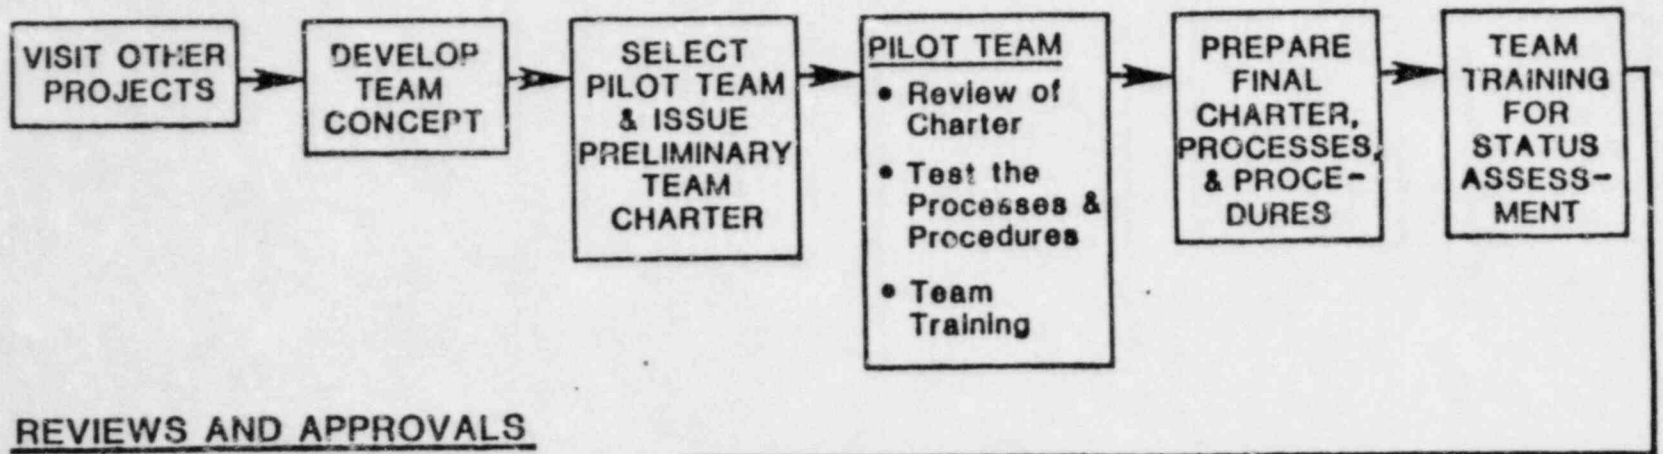 VISIT OTHER
PROJECTS
DEVELOP
TEAM
CONCEPT
SELECT
PILOT TEAM
& ISSUE
PRELIMINARY
TEAM
CHARTER
PILOT TEAM
• Review of
Charter
• Test the
Processes &
Procedures
• Team
Training
PREPARE
FINAL
CHARTER,
PROCESSES,
& PROCE-
DURES
TEAM
TRAINING
FOR
STATUS
ASSESS-
MENT
REVIEWS AND APPROVALS